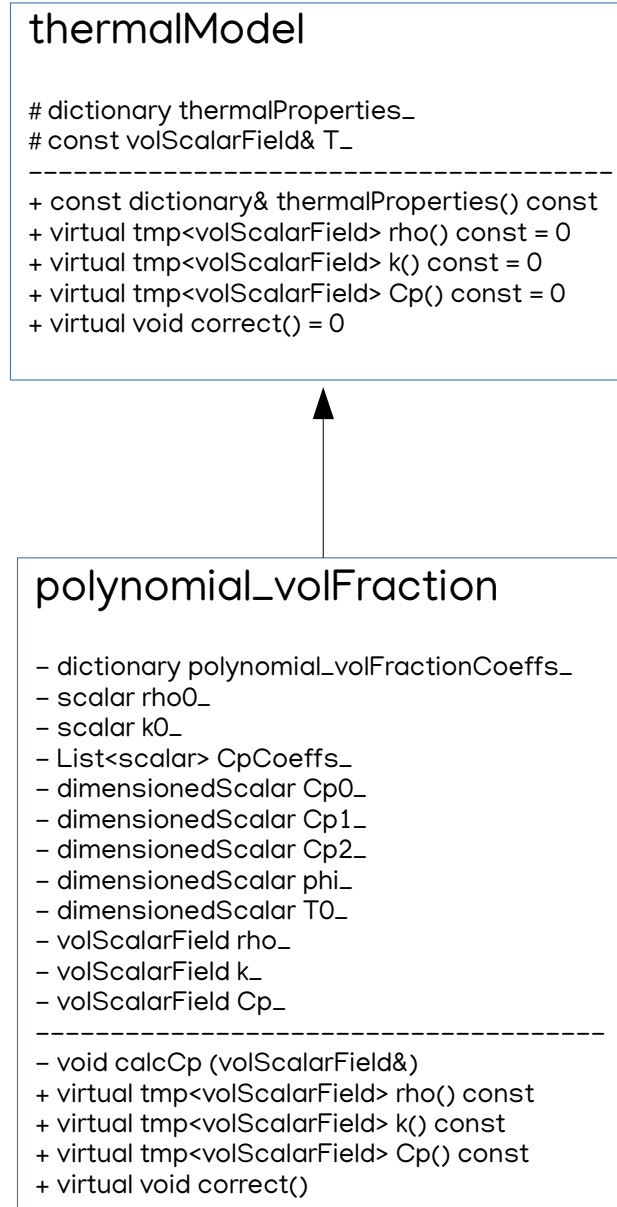 thermalModel
# dictionary thermalProperties_
# const volScalarField& T_
---------------------------------------
+ const dictionary& thermalProperties() const
+ virtual tmp<volScalarField> rho() const = 0
+ virtual tmp<volScalarField> k() const = 0
+ virtual tmp<volScalarField> Cp() const = 0
+ virtual void correct() = 0
polynomial_volFraction
- dictionary polynomial_volFractionCoeffs_
- scalar rho0_
- scalar k0_
- List<scalar> CpCoeffs_
- dimensionedScalar Cp0_
- dimensionedScalar Cp1_
- dimensionedScalar Cp2_
- dimensionedScalar phi_
- dimensionedScalar T0_
- volScalarField rho_
- volScalarField k_
- volScalarField Cp_
--------------------------------------
- void calcCp (volScalarField&)
+ virtual tmp<volScalarField> rho() const
+ virtual tmp<volScalarField> k() const
+ virtual tmp<volScalarField> Cp() const
+ virtual void correct()